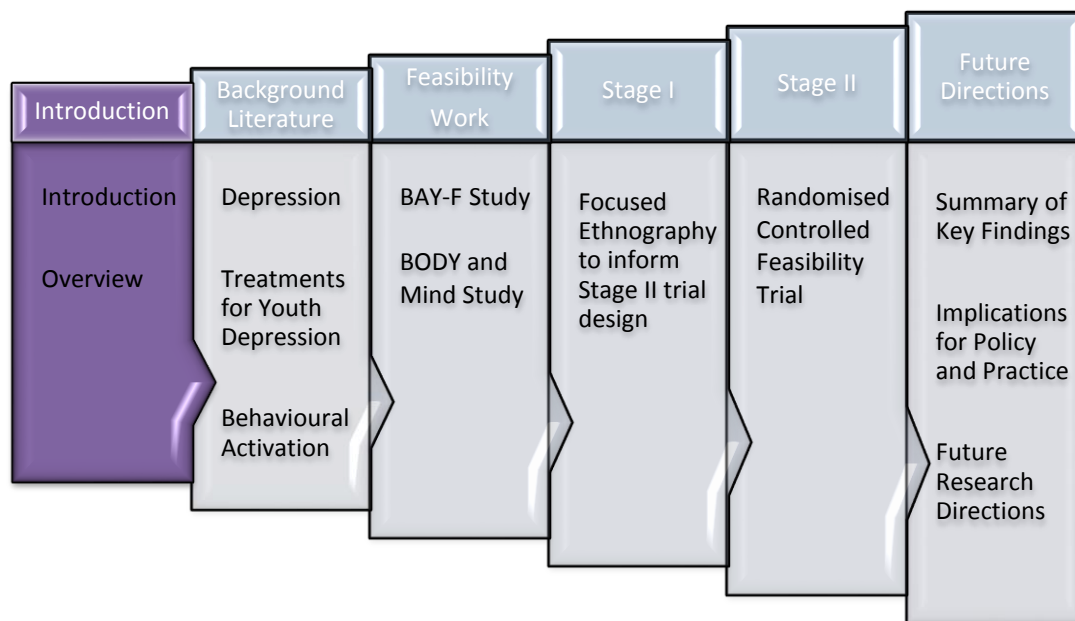 Introduction
Introduction
Overview
Background
Literature
Depression
Treatments
for Youth
Depression
Behavioural
Activation
Feasibility
Work
BAY-F Study
BODY and
Mind Study
Stage I
Focused
Ethnography
to inform
Stage II trial
design
Stage II
Randomised
Controlled
Feasibility
Trial
Future
Directions
Summary of
Key Findings
Implications
for Policy
and Practice
Future
Research
Directions